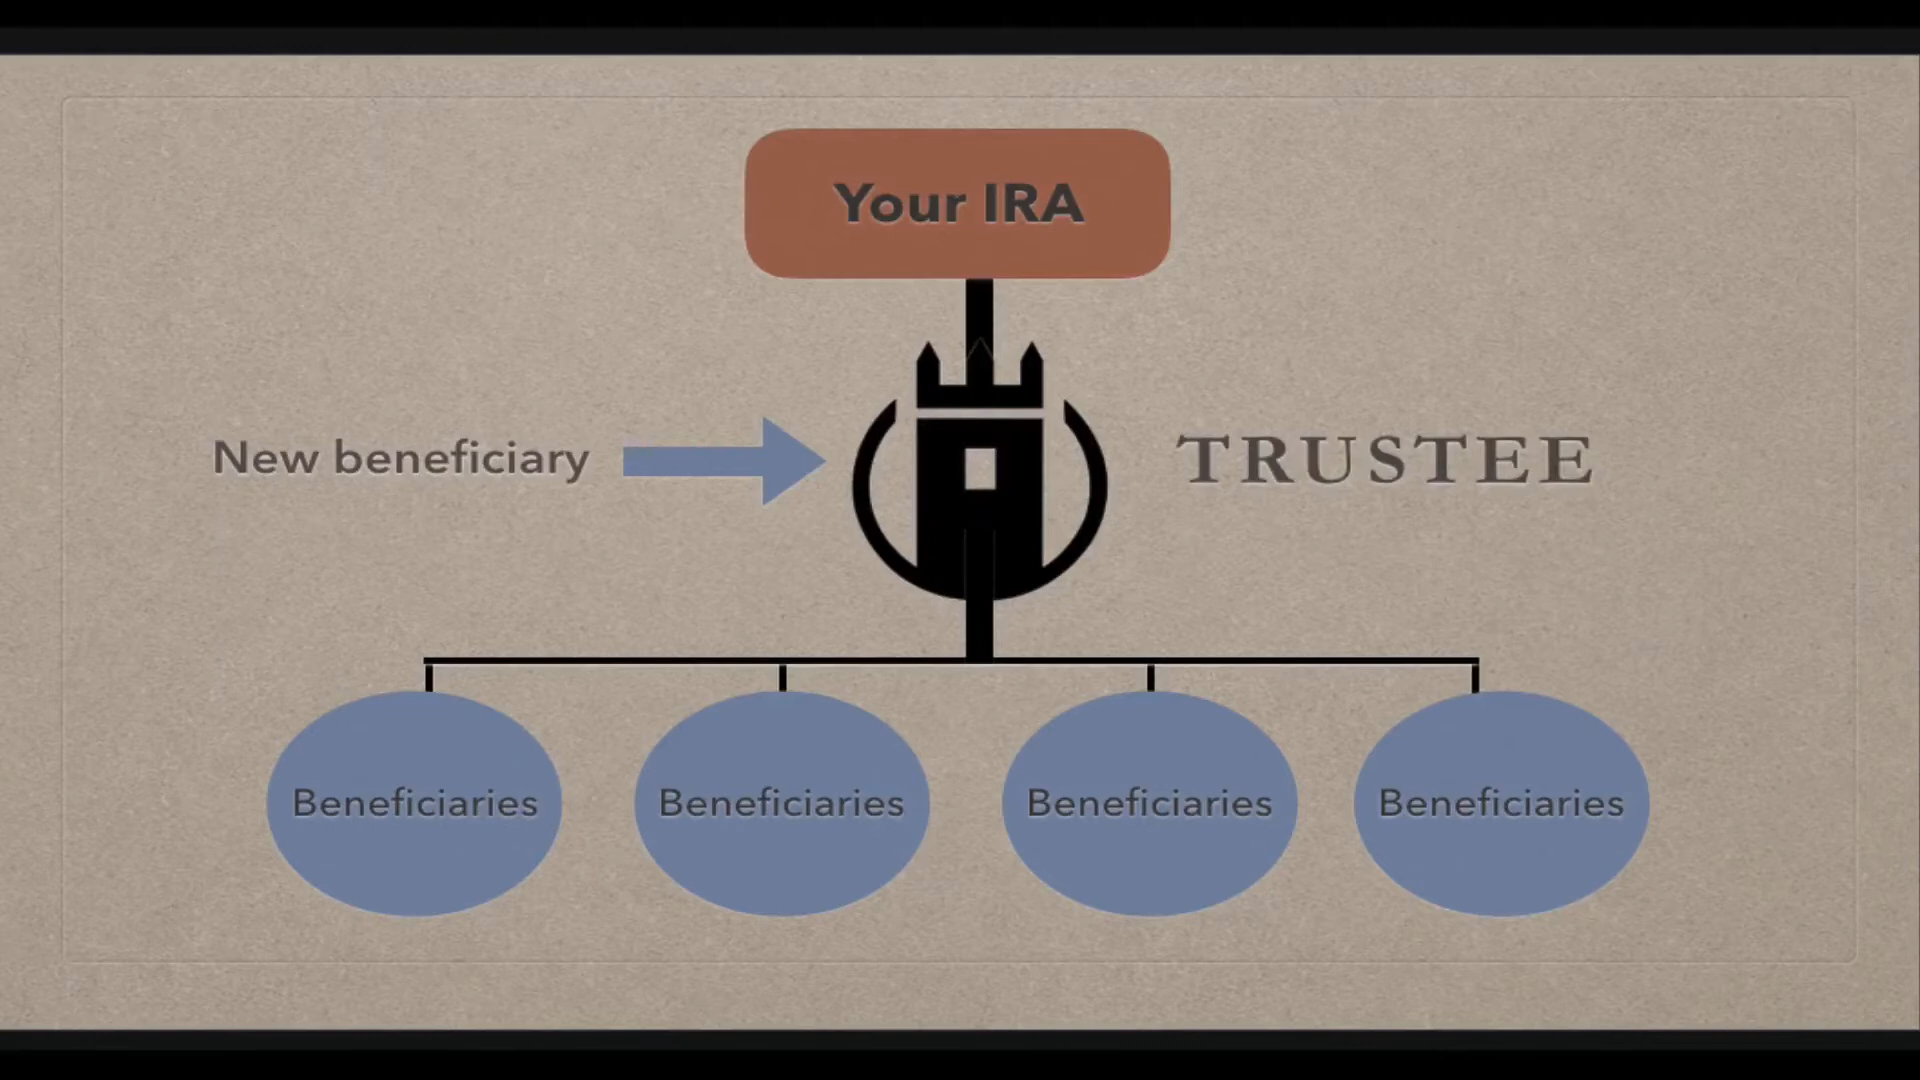 Your IRA
New beneficiary
TRUSTEE
Beneficiaries
Beneficiaries
Beneficiaries
Beneficiaries